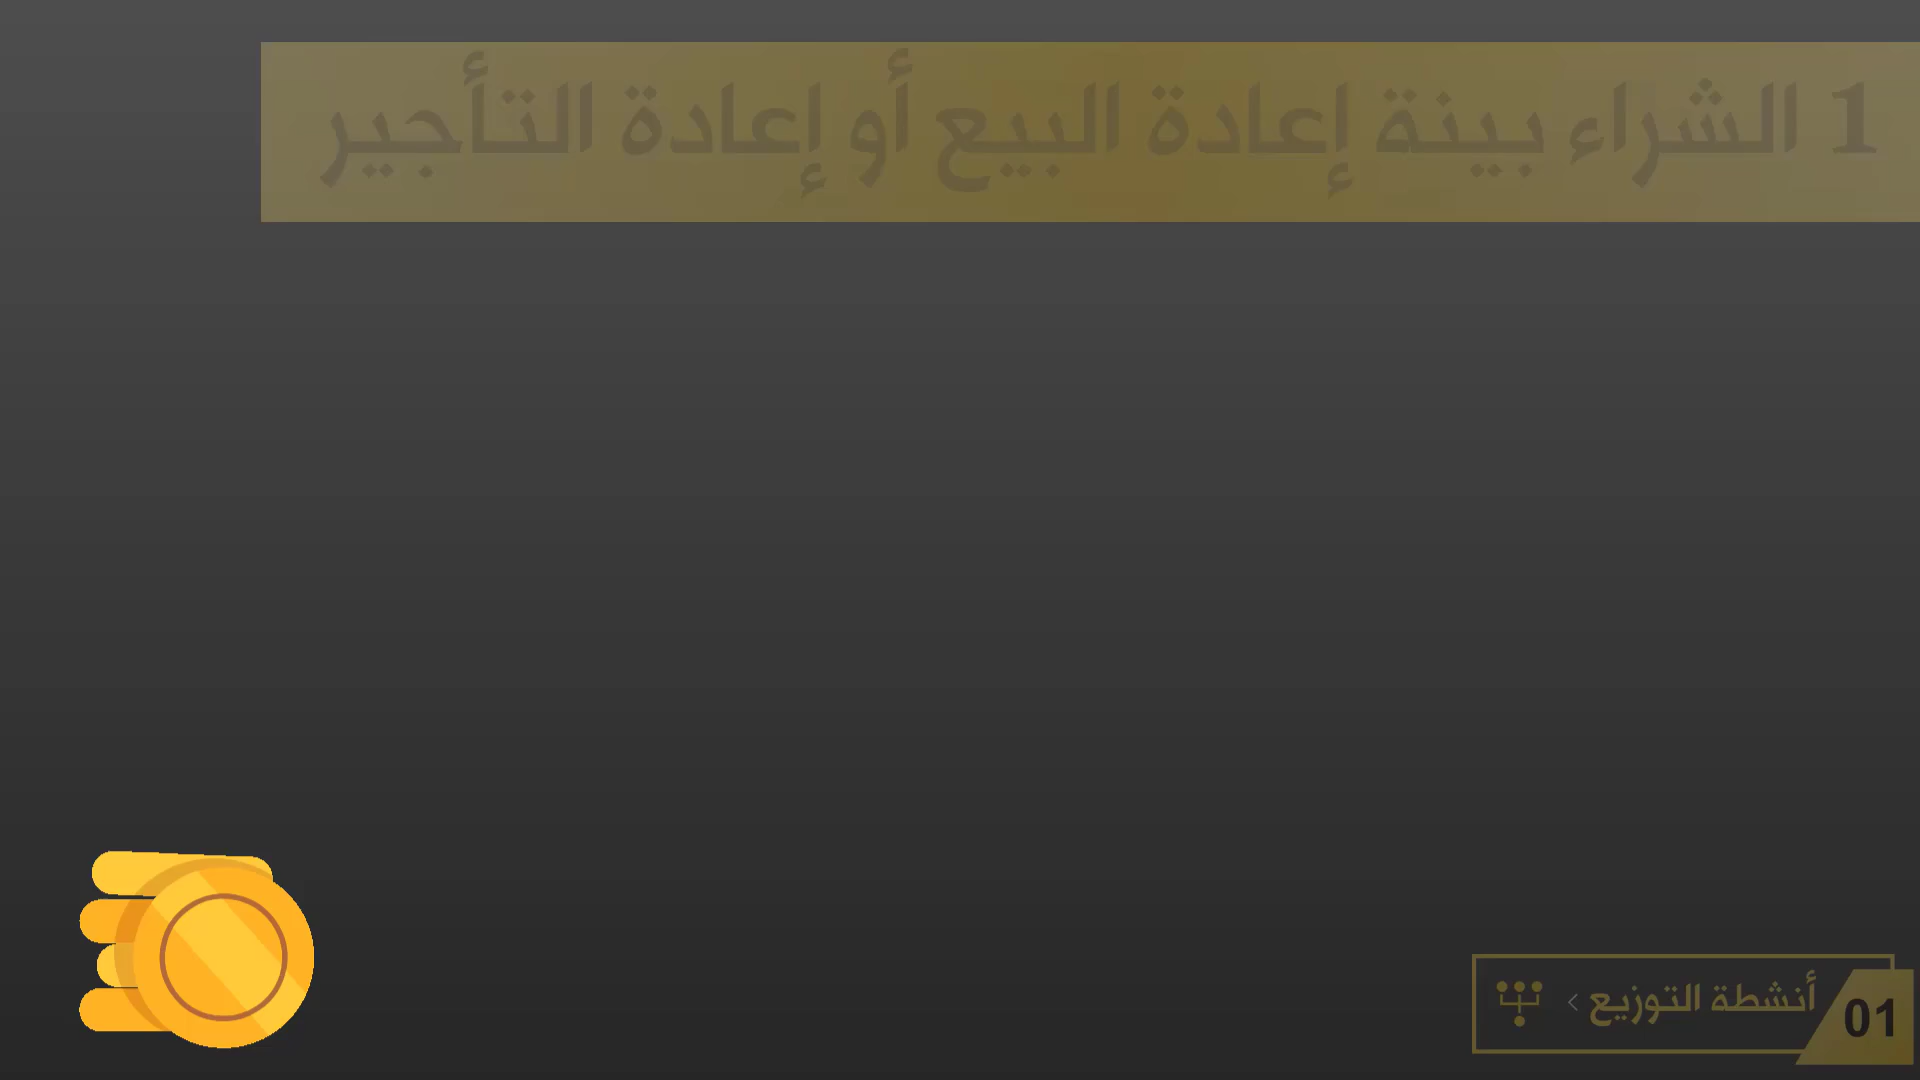 1 الشراء بينة إعادة البيع أو إعادة التأجير
أنشطة التوزيع >
01